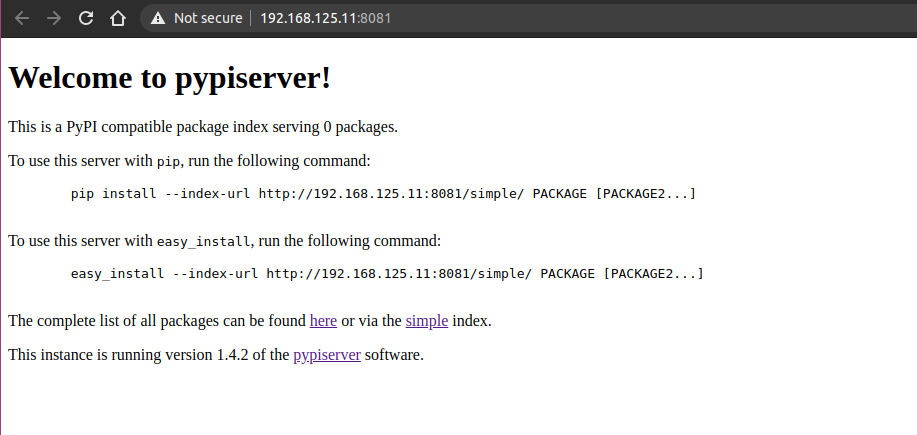 Not secure | 192.168.125.11:8081
Welcome to pypiserver!
This is a PyPI compatible package index serving 0 packages.
To use this server with pip, run the following command:
pip install --index-url http://192.168.125.11:8081/simple/ PACKAGE [PACKAGE2...]
To use this server with easy_install, run the following command:
easy_install --index-url http://192.168.125.11:8081/simple/ PACKAGE [PACKAGE2...]
The complete list of all packages can be found here or via the simple index.
This instance is running version 1.4.2 of the pypiserver software.